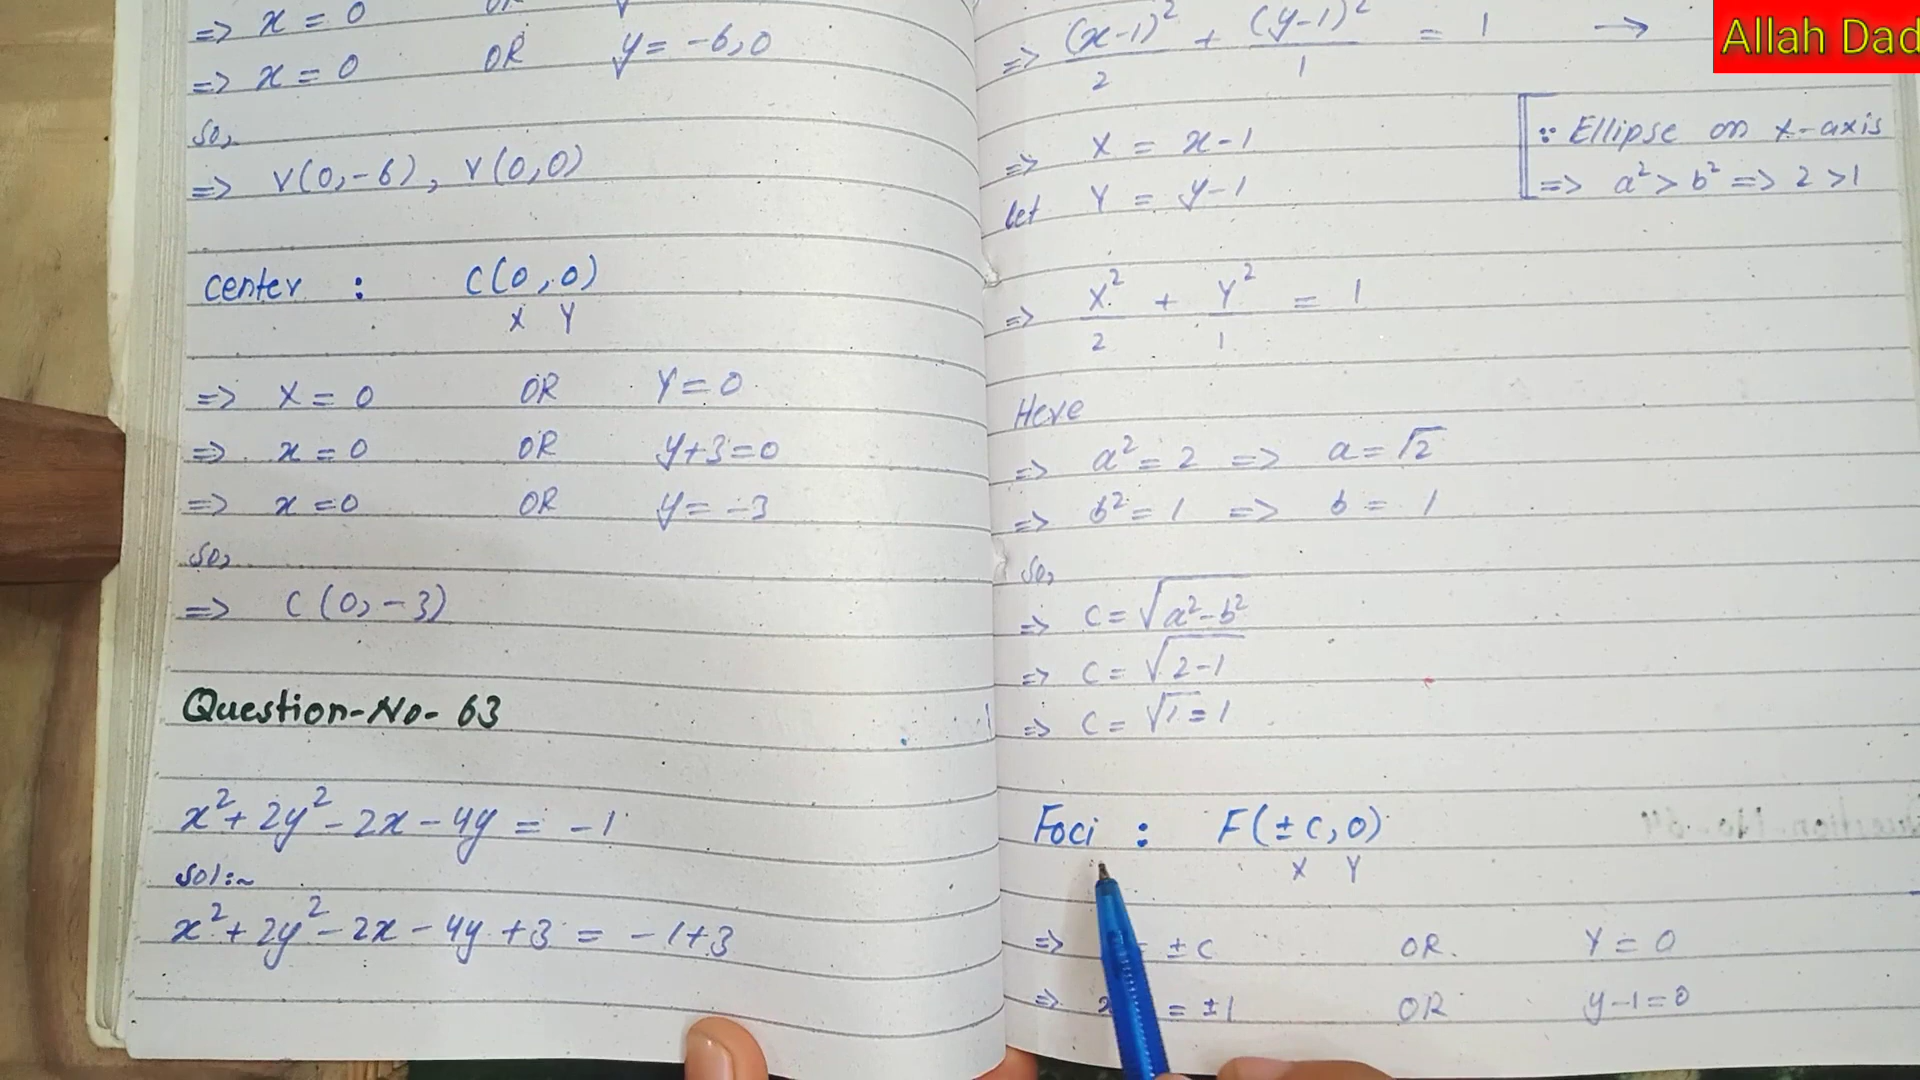 => x = 0
=> x = 0 OR y = -6, 0
So,
=> V(0,-6), V(0,0)
Center : C(0,0)
X Y
=> X = 0 OR Y = 0
=> x = 0 OR y+3=0
=> x = 0 OR y = -3
So,
=> C(0,-3)
Question-No- 63
x² + 2y² - 2x - 4y = -1
Sol:~
x² + 2y² - 2x - 4y + 3 = -1+3
=> (x-1)²/2 + (y-1)²/1 = 1 →
=> X = x-1
Let Y = y-1
∵ Ellipse on x-axis
=> a² > b² => 2 > 1
=> X²/2 + Y²/1 = 1
Here
=> a² = 2 => a = √2
=> b² = 1 => b = 1
So,
=> C = √a²-b²
=> C = √2-1
=> C = √1 = 1
Foci : F(±C,0)
X Y
=> = ±C OR Y = 0
=> = ±1 OR y-1=0
Allah Dad